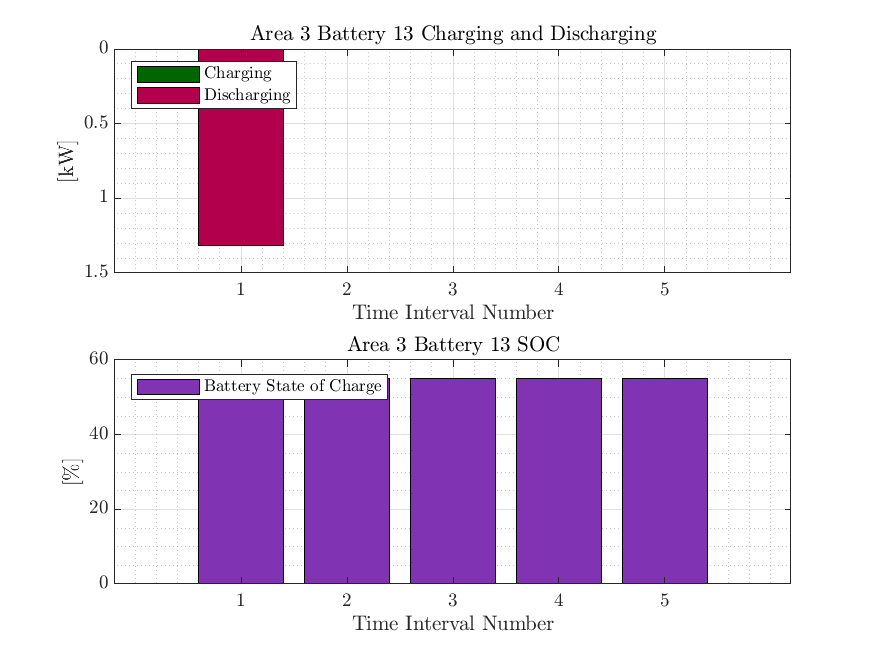 Area 3 Battery 13 Charging and Discharging
0
Charging
Discharging
0.5
[kW]
1
1.5
1 2 3 4 5
Time Interval Number
Area 3 Battery 13 SOC
60
Battery State of Charge
40
[%]
20
0
1 2 3 4 5
Time Interval Number